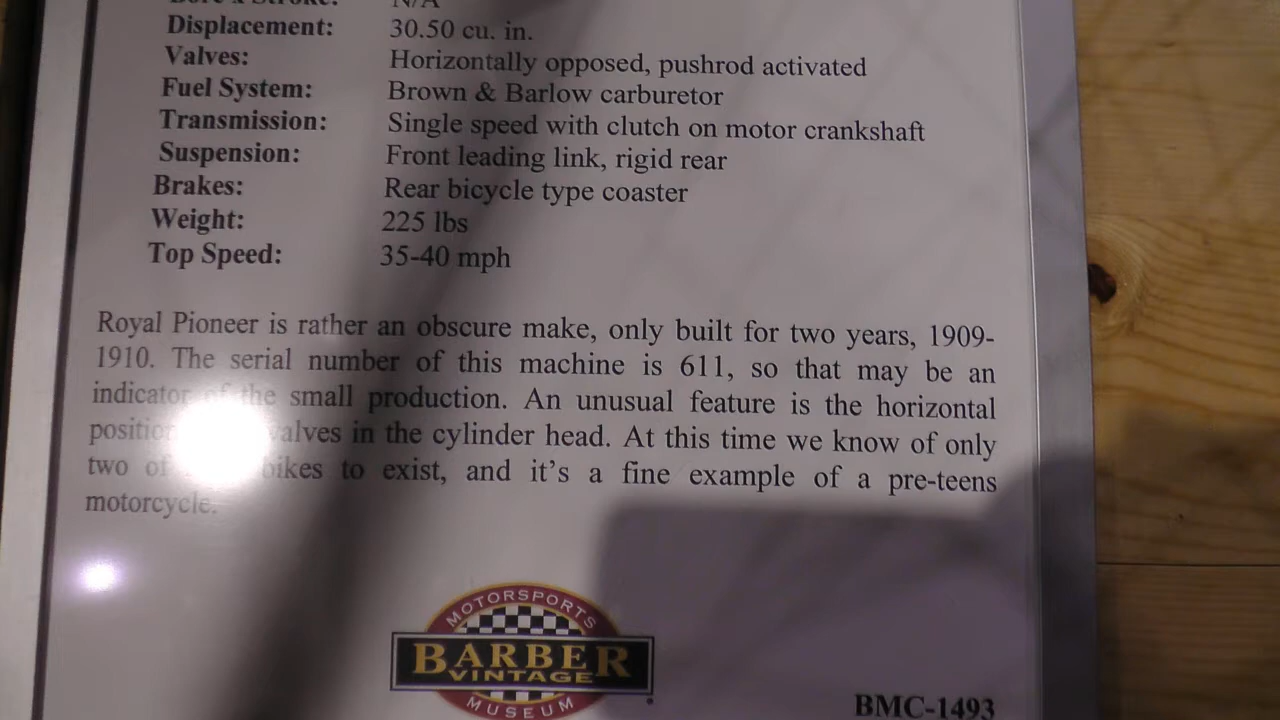 N/A
Displacement: 30.50 cu. in.
Valves: Horizontally opposed, pushrod activated
Fuel System: Brown & Barlow carburetor
Transmission: Single speed with clutch on motor crankshaft
Suspension: Front leading link, rigid rear
Brakes: Rear bicycle type coaster
Weight: 225 lbs
Top Speed: 35-40 mph
Royal Pioneer is rather an obscure make, only built for two years, 1909-
1910. The serial number of this machine is 611, so that may be an
indicator of the small production. An unusual feature is the horizontal
valves in the cylinder head. At this time we know of only
two of bikes to exist, and it's a fine example of a pre-teens
motorcycle.
MOTORSPORTS
BARBER
VINTAGE
MUSEUM
BMC-1493